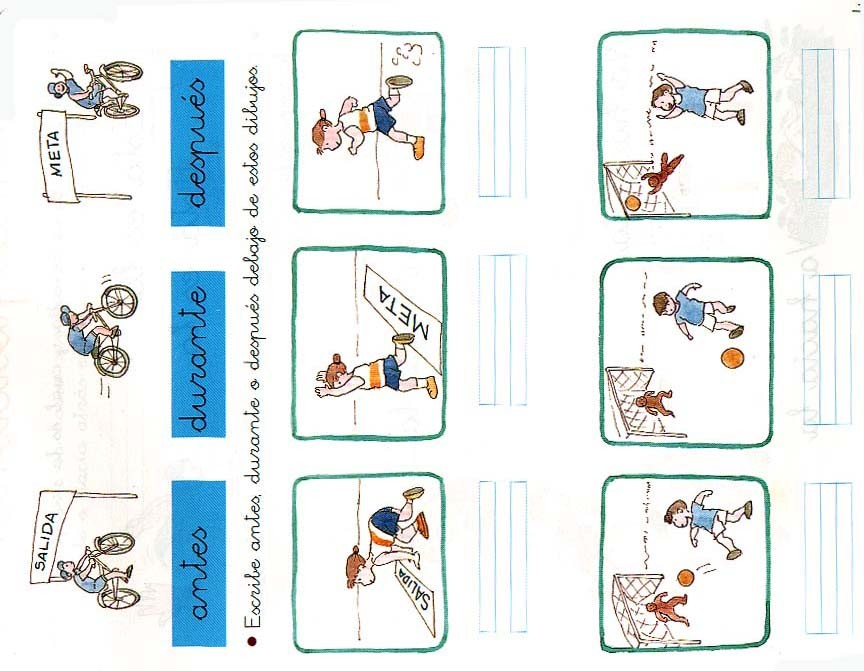 SALIDA
META
antes
durante
después
• Escribe antes, durante o después debajo de estos dibujos.
SALIDA
META